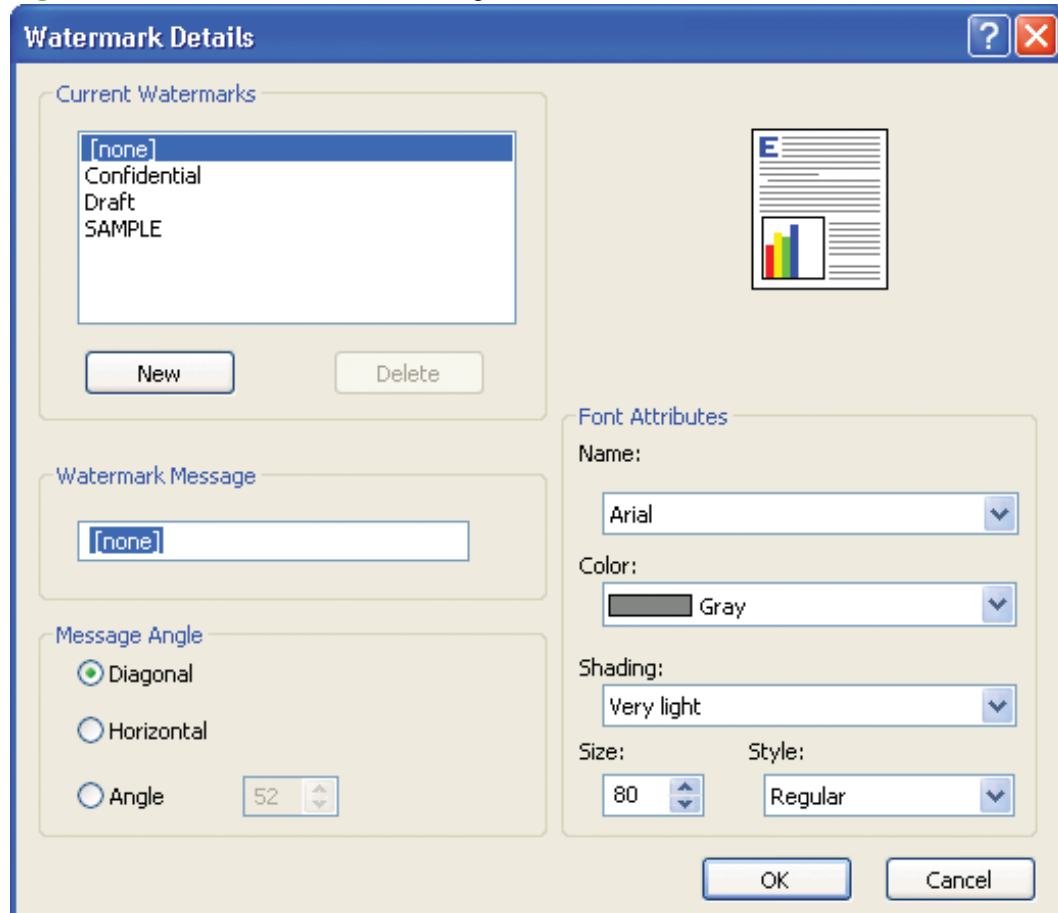 Watermark Details
Current Watermarks
[none]
Confidential
Draft
SAMPLE
New
Delete
E
Watermark Message
[none]
Message Angle
Diagonal
Horizontal
Angle
52
Font Attributes
Name:
Arial
Color:
Gray
Shading:
Very light
Size:
Style:
80
Regular
OK
Cancel